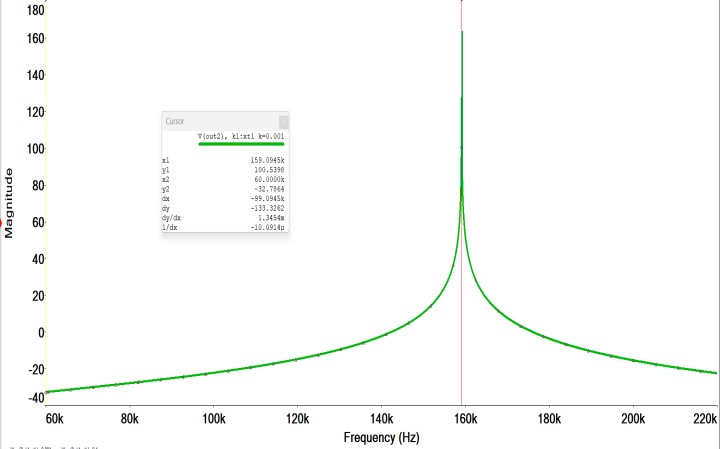 180
160
140
120
100
80
60
40
20
0
-20
-40
Magnitude
Cursor
V(out2), k1:xt1 k=0.001
x1 159.0945k
y1 100.5398
x2 60.0000k
y2 -32.7864
dx -99.0945k
dy -133.3262
dy/dx 1.3454m
1/dx -10.0914µ
60k 80k 100k 120k 140k 160k 180k 200k 220k
Frequency (Hz)